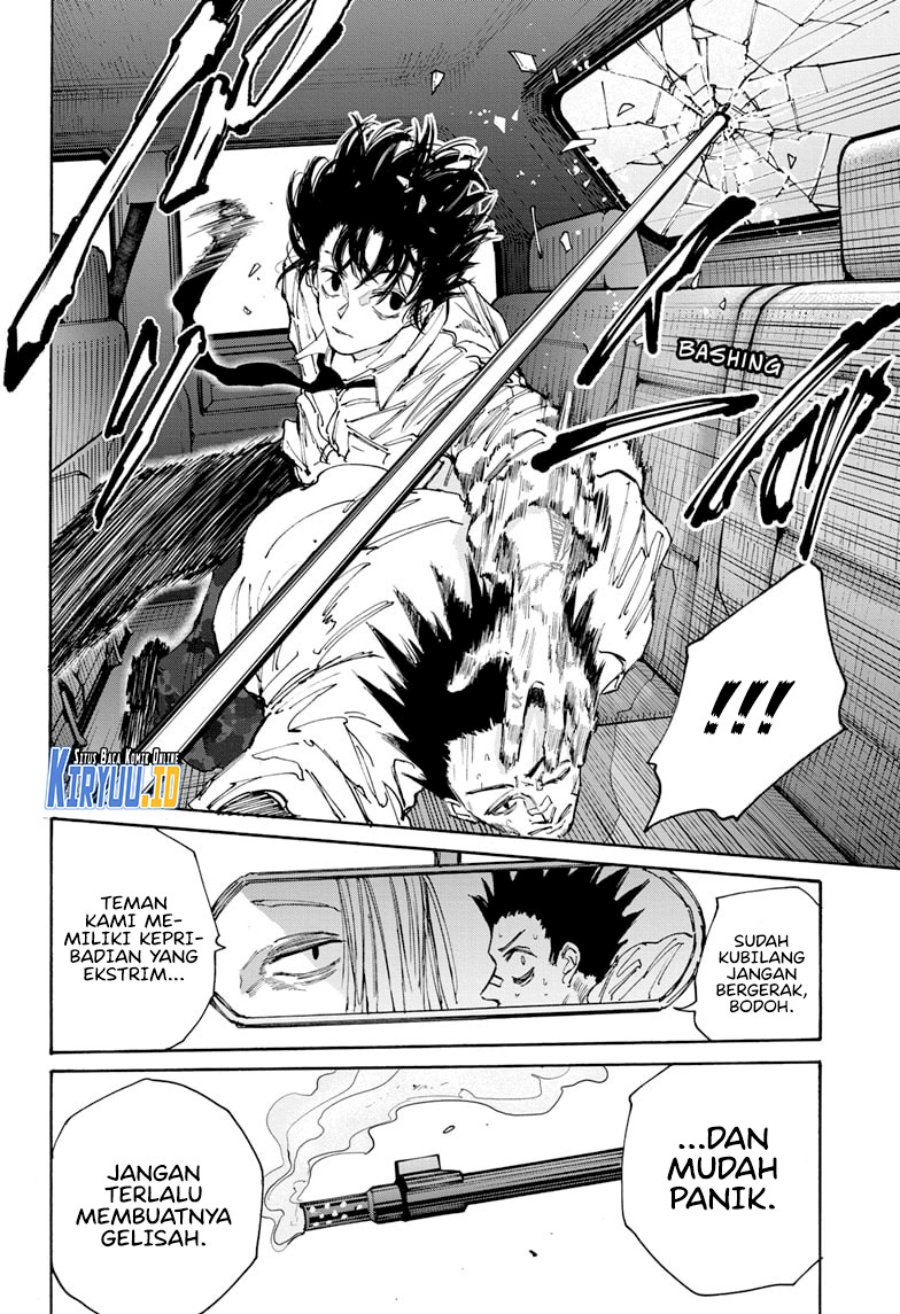 BASHING
!!!
SITUS BACA KOMIK ONLINE
KIRYUU.ID
SUDAH
KUBILANG
JANGAN
BERGERAK,
BODOH.
TEMAN
KAMI ME-
MILIKI KEPRI-
BADIAN YANG
EKSTRIM...
...DAN
MUDAH
PANIK.
JANGAN
TERLALU
MEMBUATNYA
GELISAH.